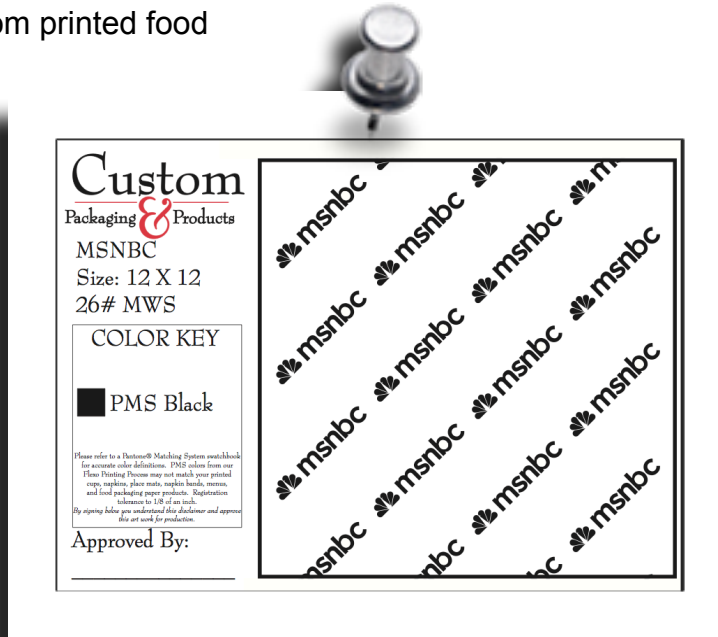 om printed food
Custom
Packaging & Products
MSNBC
Size: 12 X 12
26# MWS
COLOR KEY
PMS Black
Please refer to a Pantone® Matching System swatchbook
for accurate color definitions. PMS colors from our
Flexo Printing Process may not match your printed
cups, napkins, place mats, napkin bands, menus,
and food packaging paper products. Registration
tolerance to 1/8 of an inch.
By signing below you understand this disclaimer and approve
this art work for production.
Approved By:
msnbc
msnbc
msnbc
m
msnbc
msnbc
msnbc
msnbc
msnbc
msnbc
msnbc
msnbc
snbc
msnbc
msnbc
msnbc
nbc
bc